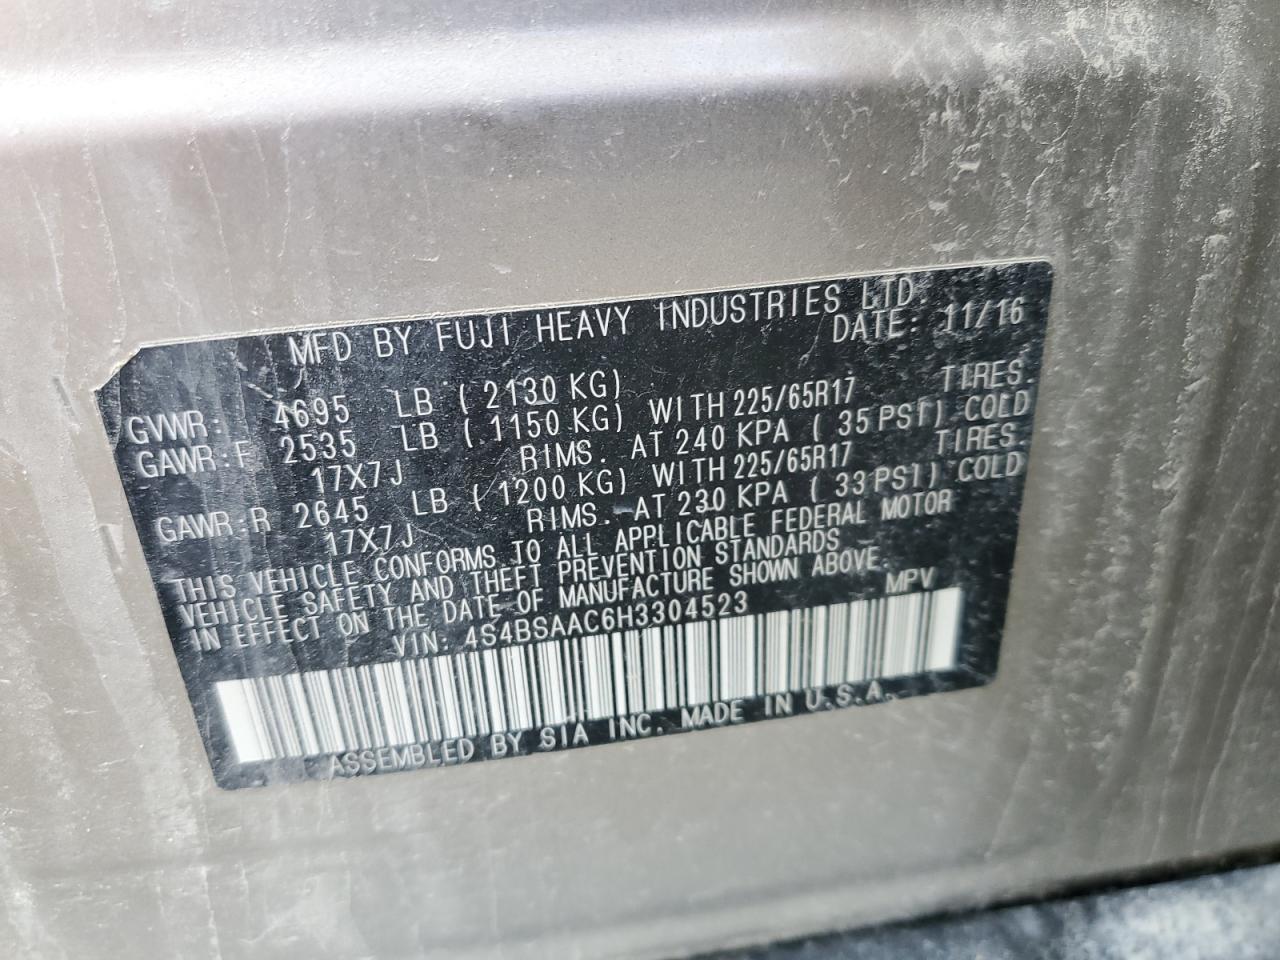 MFD BY FUJI HEAVY INDUSTRIES LTD.
DATE: 11/16
GVWR: 4695 LB ( 2130 KG)
GAWR:F 2535 LB ( 1150 KG) WITH 225/65R17 TIRES.
17X7J RIMS. AT 240 KPA ( 35 PSI) COLD
GAWR:R 2645 LB ( 1200 KG) WITH 225/65R17 TIRES.
17X7J RIMS. AT 230 KPA ( 33 PSI) COLD
THIS VEHICLE CONFORMS TO ALL APPLICABLE FEDERAL MOTOR
VEHICLE SAFETY AND THEFT PREVENTION STANDARDS
IN EFFECT ON THE DATE OF MANUFACTURE SHOWN ABOVE.
VIN: 4S4BSAAC6H3304523 MPV
ASSEMBLED BY SIA INC. MADE IN U.S.A.